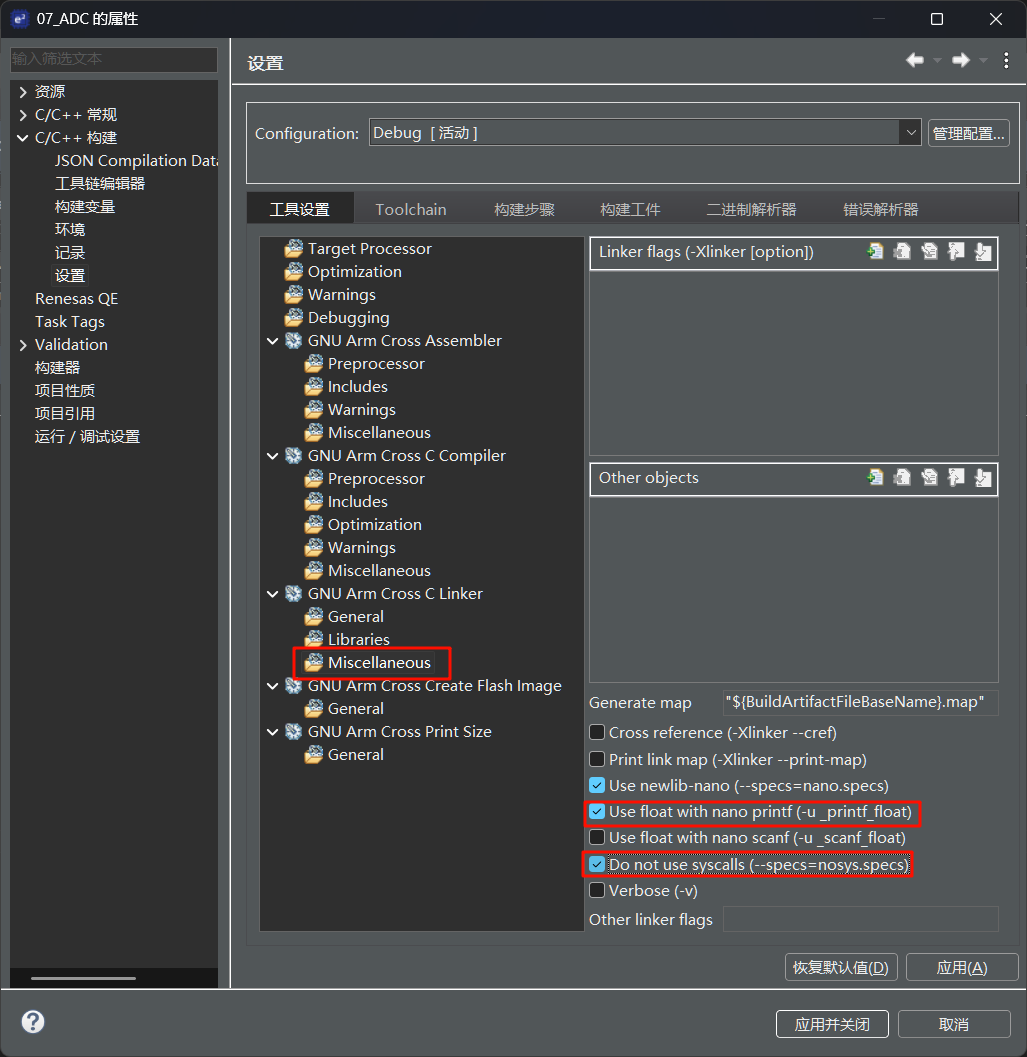 07_ADC 的属性
输入筛选文本
资源
C/C++ 常规
C/C++ 构建
JSON Compilation Data
工具链编辑器
构建变量
环境
记录
设置
Renesas QE
Task Tags
Validation
构建器
项目性质
项目引用
运行 / 调试设置
设置
Configuration:
Debug [ 活动 ]
管理配置...
工具设置
Toolchain
构建步骤
构建工件
二进制解析器
错误解析器
Target Processor
Optimization
Warnings
Debugging
GNU Arm Cross Assembler
Preprocessor
Includes
Warnings
Miscellaneous
GNU Arm Cross C Compiler
Preprocessor
Includes
Optimization
Warnings
Miscellaneous
GNU Arm Cross C Linker
General
Libraries
Miscellaneous
GNU Arm Cross Create Flash Image
General
GNU Arm Cross Print Size
General
Linker flags (-Xlinker [option])
Other objects
Generate map
"${BuildArtifactFileBaseName}.map"
Cross reference (-Xlinker --cref)
Print link map (-Xlinker --print-map)
Use newlib-nano (--specs=nano.specs)
Use float with nano printf (-u _printf_float)
Use float with nano scanf (-u _scanf_float)
Do not use syscalls (--specs=nosys.specs)
Verbose (-v)
Other linker flags
恢复默认值(D)
应用(A)
应用并关闭
取消